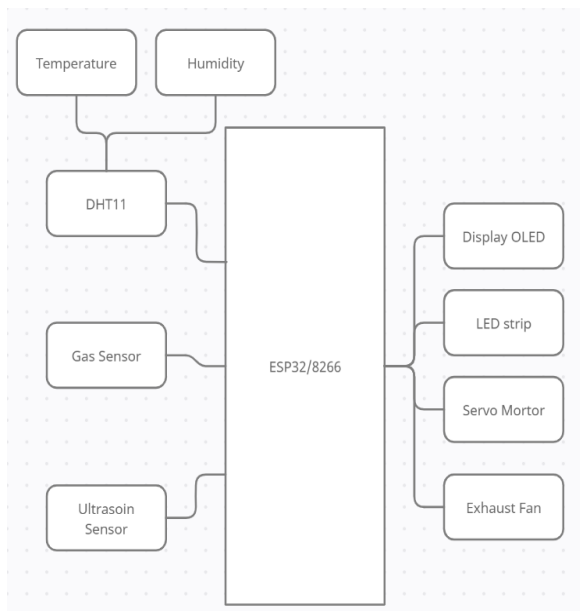 Temperature
Humidity
DHT11
Display OLED
LED strip
Gas Sensor
ESP32/8266
Servo Mortor
Ultrasoin
Sensor
Exhaust Fan